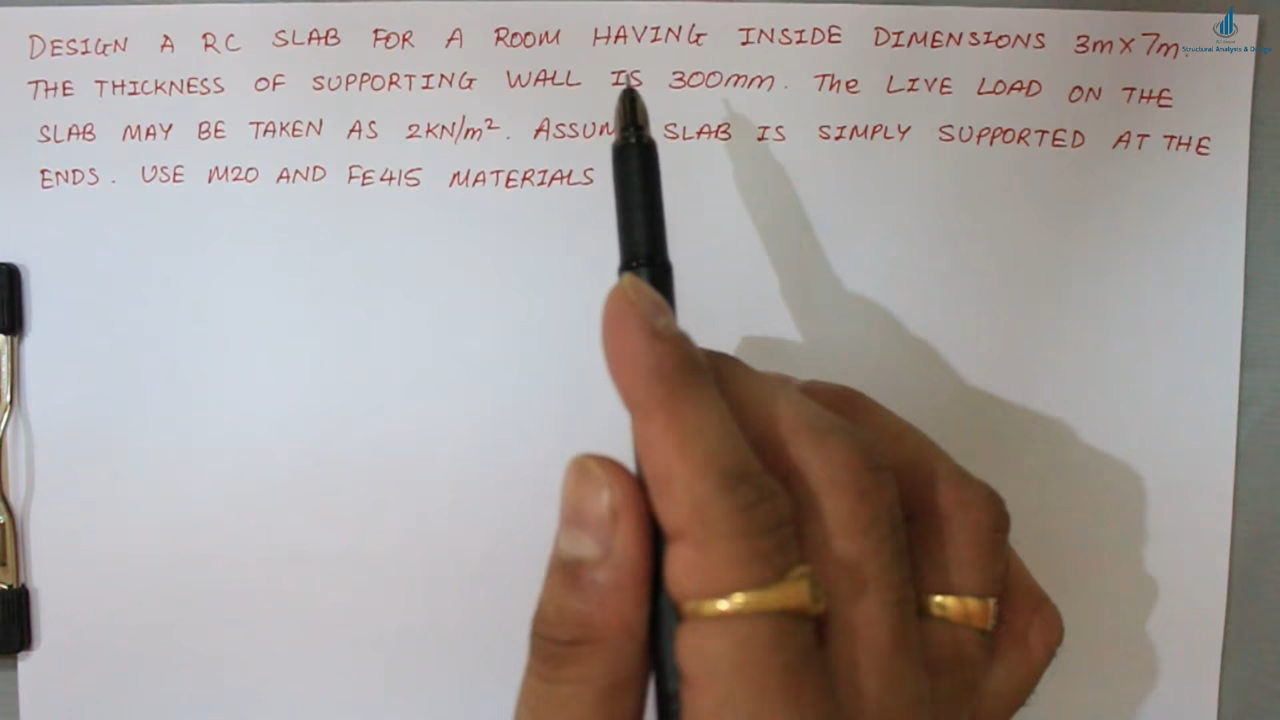 DESIGN A RC SLAB FOR A ROOM HAVING INSIDE DIMENSIONS 3m x 7m.
THE THICKNESS OF SUPPORTING WALL IS 300mm. The LIVE LOAD ON THE
SLAB MAY BE TAKEN AS 2KN/m². SLAB IS SIMPLY SUPPORTED AT THE
ENDS. USE M20 AND FE415 MATERIALS
Structural Analysis &